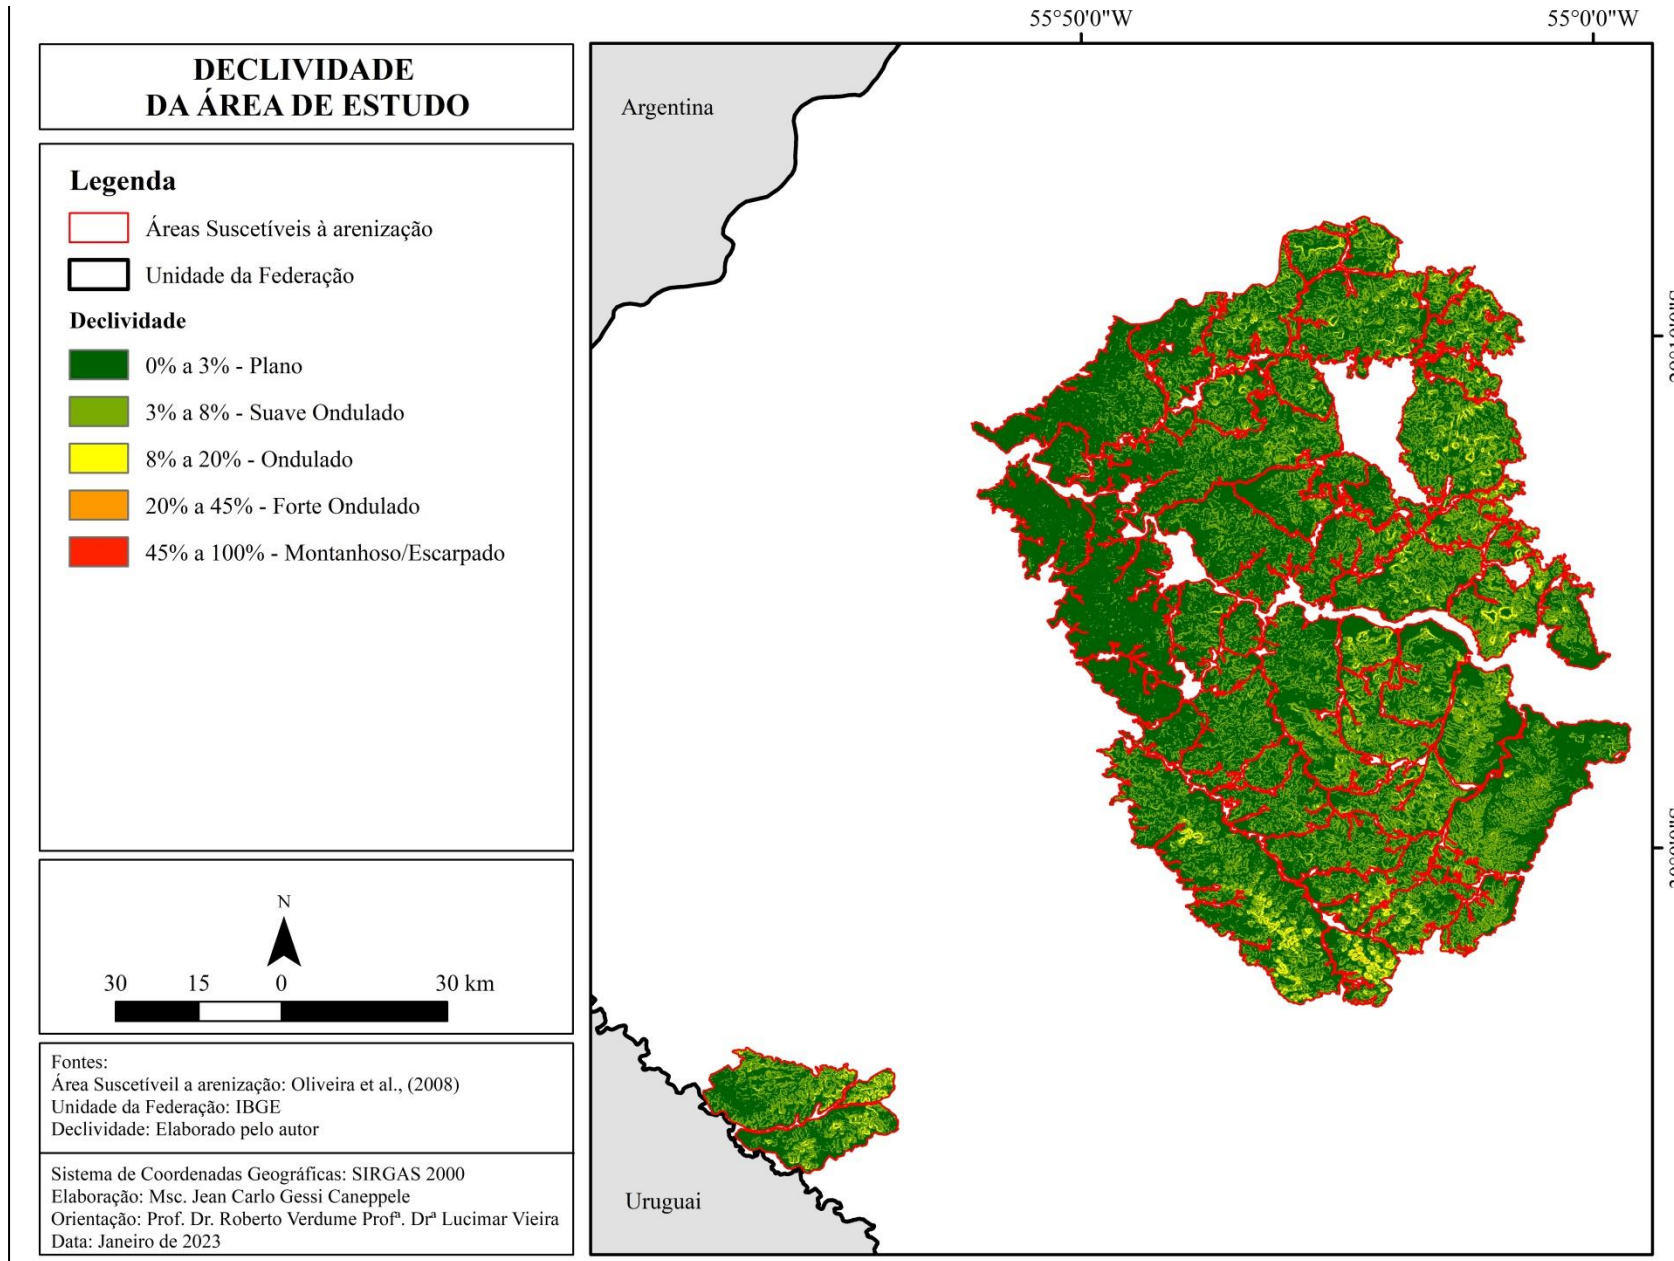 55°50'0"W
55°0'0"W
DECLIVIDADE
DA ÁREA DE ESTUDO
Legenda
Áreas Suscetíveis à arenização
Unidade da Federação
Declividade
0% a 3% - Plano
3% a 8% - Suave Ondulado
8% a 20% - Ondulado
20% a 45% - Forte Ondulado
45% a 100% - Montanhoso/Escarpado
N
30 15 0 30 km
Fontes:
Área Suscetíveil a arenização: Oliveira et al., (2008)
Unidade da Federação: IBGE
Declividade: Elaborado pelo autor
Sistema de Coordenadas Geográficas: SIRGAS 2000
Elaboração: Msc. Jean Carlo Gessi Caneppele
Orientação: Prof. Dr. Roberto Verdume Profª. Drª Lucimar Vieira
Data: Janeiro de 2023
Argentina
Uruguai